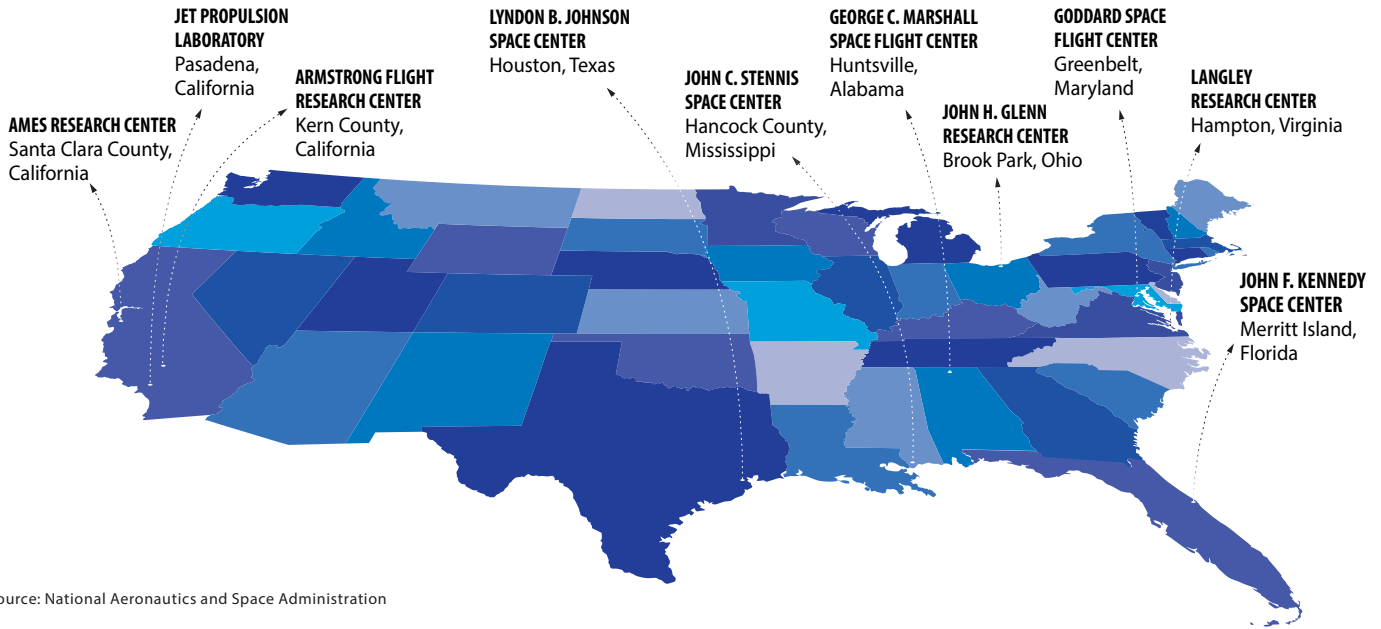 JET PROPULSION
LABORATORY
Pasadena,
California
ARMSTRONG FLIGHT
RESEARCH CENTER
Kern County,
California
AMES RESEARCH CENTER
Santa Clara County,
California
LYNDON B. JOHNSON
SPACE CENTER
Houston, Texas
JOHN C. STENNIS
SPACE CENTER
Hancock County,
Mississippi
GEORGE C. MARSHALL
SPACE FLIGHT CENTER
Huntsville,
Alabama
JOHN H. GLENN
RESEARCH CENTER
Brook Park, Ohio
GODDARD SPACE
FLIGHT CENTER
Greenbelt,
Maryland
LANGLEY
RESEARCH CENTER
Hampton, Virginia
JOHN F. KENNEDY
SPACE CENTER
Merritt Island,
Florida
ource: National Aeronautics and Space Administration